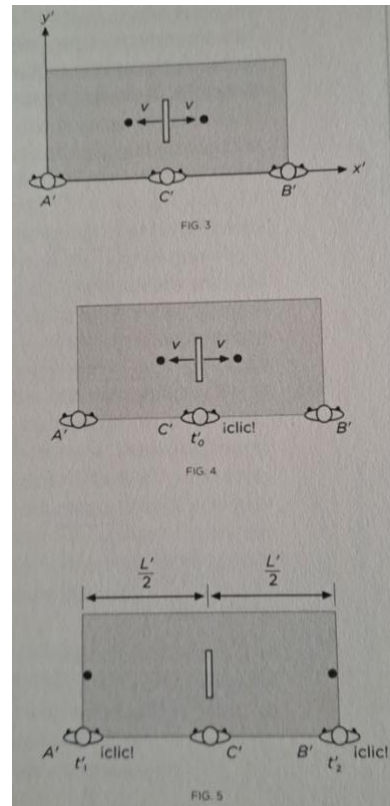 y'
v v
x'
A' C' B'
FIG. 3
v v
A' C' t'₀ ¡clic! B'
FIG. 4
L'/2 L'/2
A' t'₁ ¡clic! C' B' t'₂ ¡clic!
FIG. 5